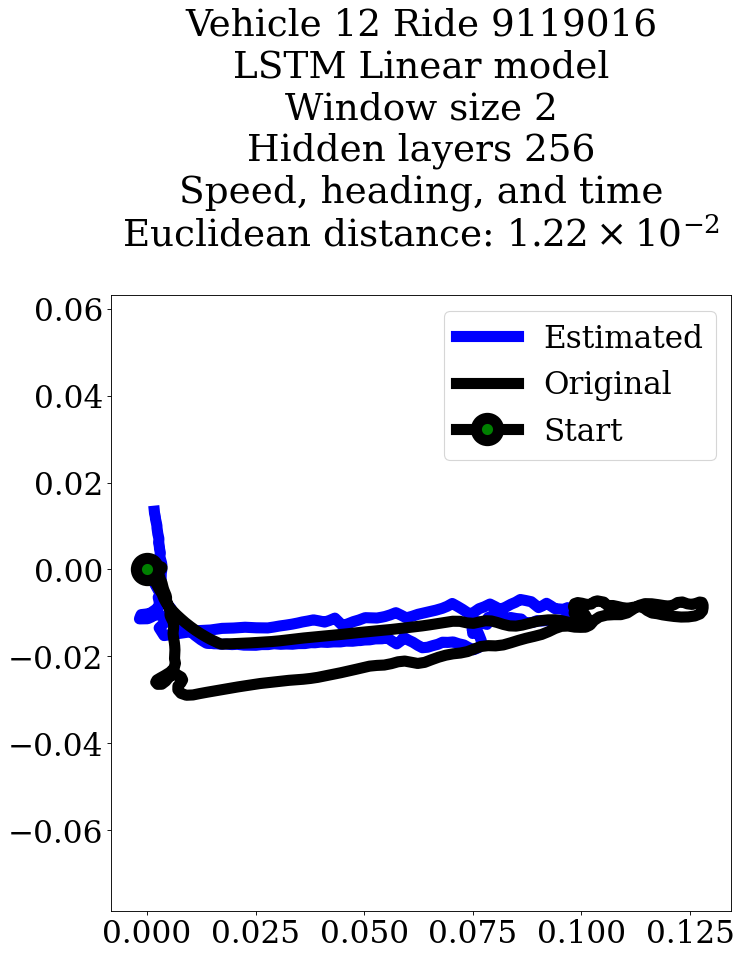 Vehicle 12 Ride 9119016
LSTM Linear model
Window size 2
Hidden layers 256
Speed, heading, and time
Euclidean distance: 1.22 × 10⁻²
Estimated
Original
Start
0.06
0.04
0.02
0.00
−0.02
−0.04
−0.06
0.000 0.025 0.050 0.075 0.100 0.125